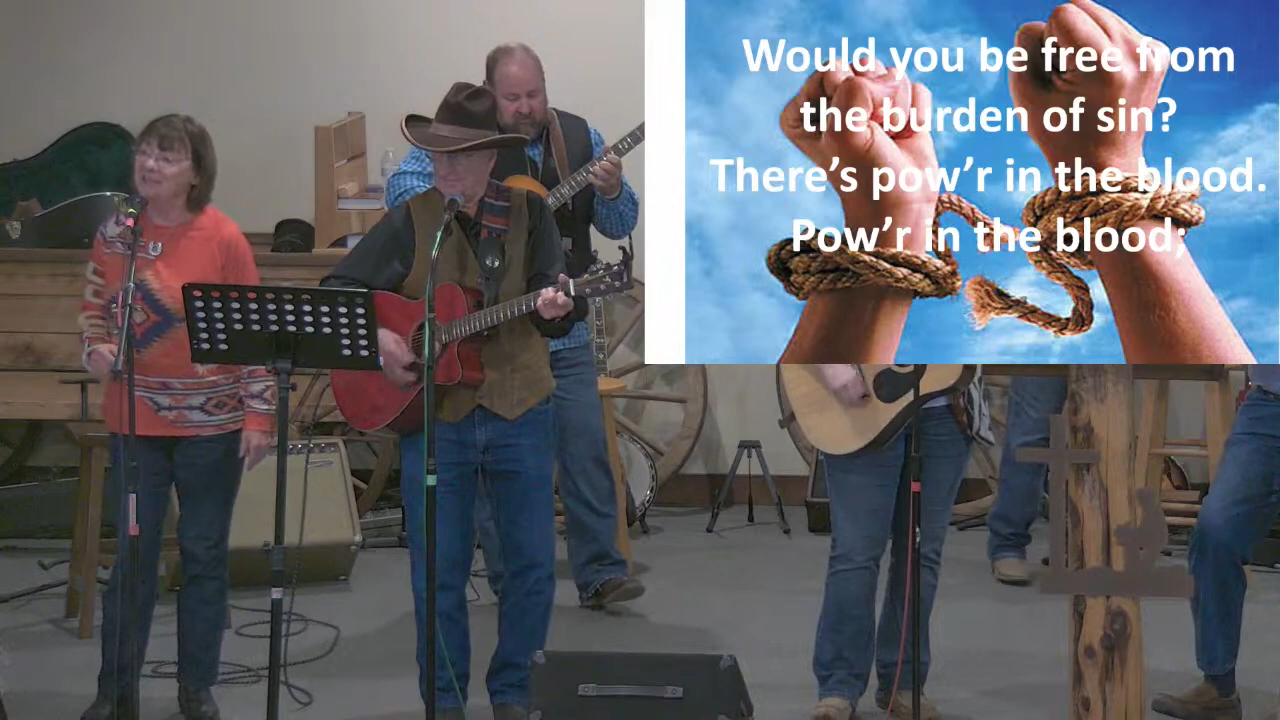 Would you be free from
the burden of sin?
There's pow'r in the blood.
Pow'r in the blood;